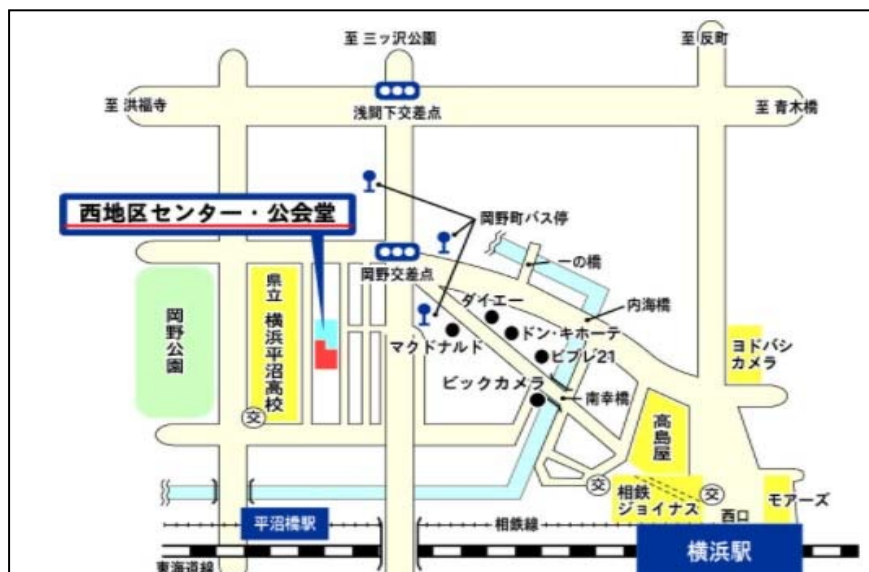 至 三ッ沢公園
至 反町
至 洪福寺
浅間下交差点
至 青木橋
西地区センター・公会堂
岡野町バス停
一の橋
岡野交差点
内海橋
岡野公園
県立 横浜平沼高校
ダイエー
ドン・キホーテ
マクドナルド
ビブレ21
ヨドバシ
カメラ
ビックカメラ
南幸橋
交
高島屋
交
相鉄
ジョイナス
交
西口
モアーズ
平沼橋駅
相鉄線
横浜駅
東海道線